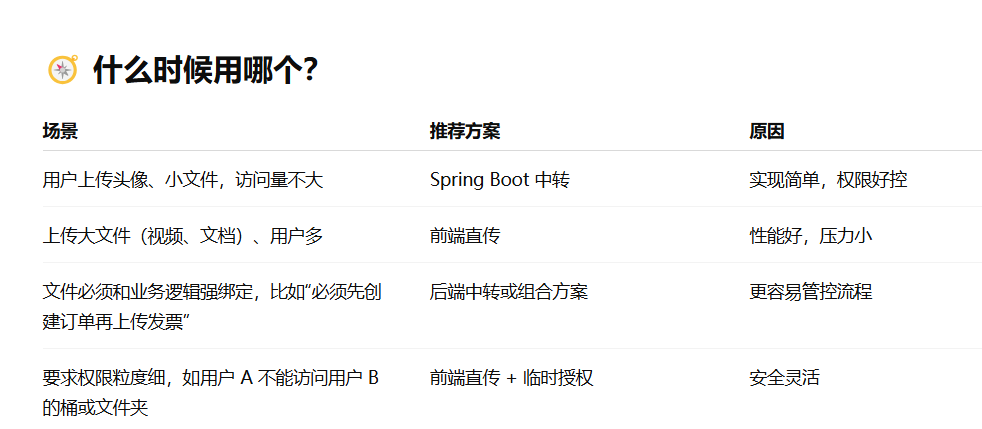 什么时候用哪个？
场景 推荐方案 原因
用户上传头像、小文件，访问量不大 Spring Boot 中转 实现简单，权限好控
上传大文件（视频、文档）、用户多 前端直传 性能好，压力小
文件必须和业务逻辑强绑定，比如“必须先创 后端中转或组合方案 更容易管控流程
建订单再上传发票”
要求权限粒度细，如用户 A 不能访问用户 B 前端直传 + 临时授权 安全灵活
的桶或文件夹